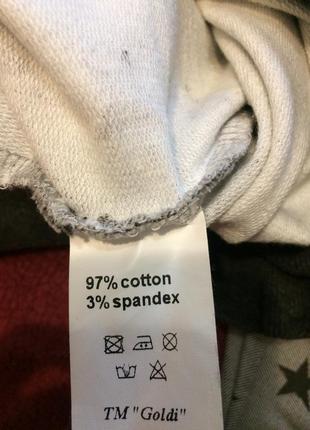 97% cotton
3% spandex
TM "Goldi"